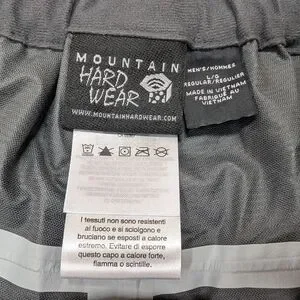 MOUNTAIN
HARD
WEAR
WWW.MOUNTAINHARDWEAR.COM
MEN'S/HOMMES
L/G
REGULAR/REGULIER
MADE IN VIETNAM
FABRIQUÉ AU
VIETNAM
I tessuti non sono resistenti
al fuoco e si sciolgono e
bruciano se esposti a calore
estremo. Evitare di esporre
questo capo a calore forte,
fiamma o scintille.